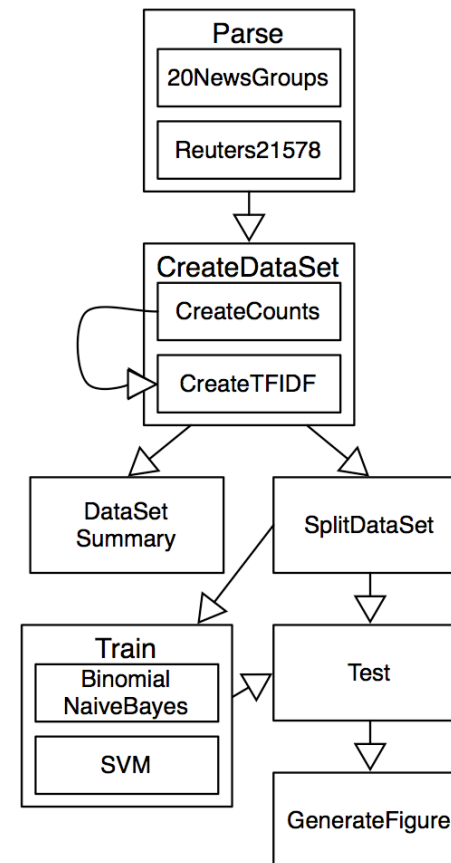 Parse
20NewsGroups
Reuters21578
CreateDataSet
CreateCounts
CreateTFIDF
DataSet
Summary
SplitDataSet
Train
Binomial
NaiveBayes
SVM
Test
GenerateFigure